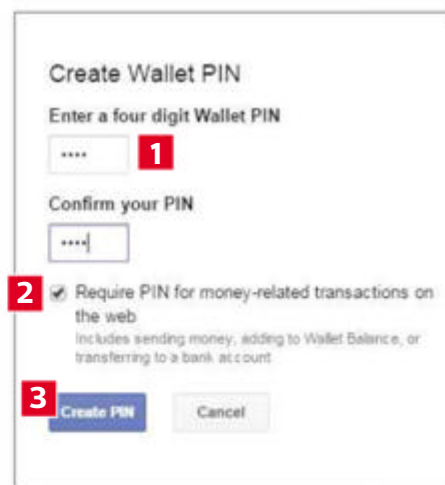 Create Wallet PIN
Enter a four digit Wallet PIN
•••• 1
Confirm your PIN
••••
2 Require PIN for money-related transactions on
the web
Includes sending money, adding to Wallet Balance, or
transferring to a bank account
3 Create PIN Cancel